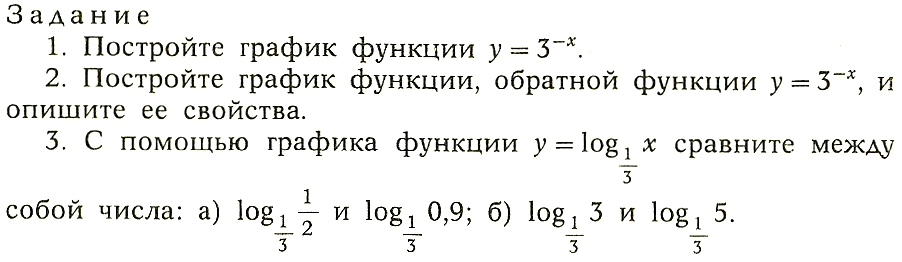 Задание
1. Постройте график функции y = 3⁻ˣ.
2. Постройте график функции, обратной функции y = 3⁻ˣ, и
опишите ее свойства.
3. С помощью графика функции y = log_{1/3} x сравните между
собой числа: а) log_{1/3} 1/2 и log_{1/3} 0,9; б) log_{1/3} 3 и log_{1/3} 5.